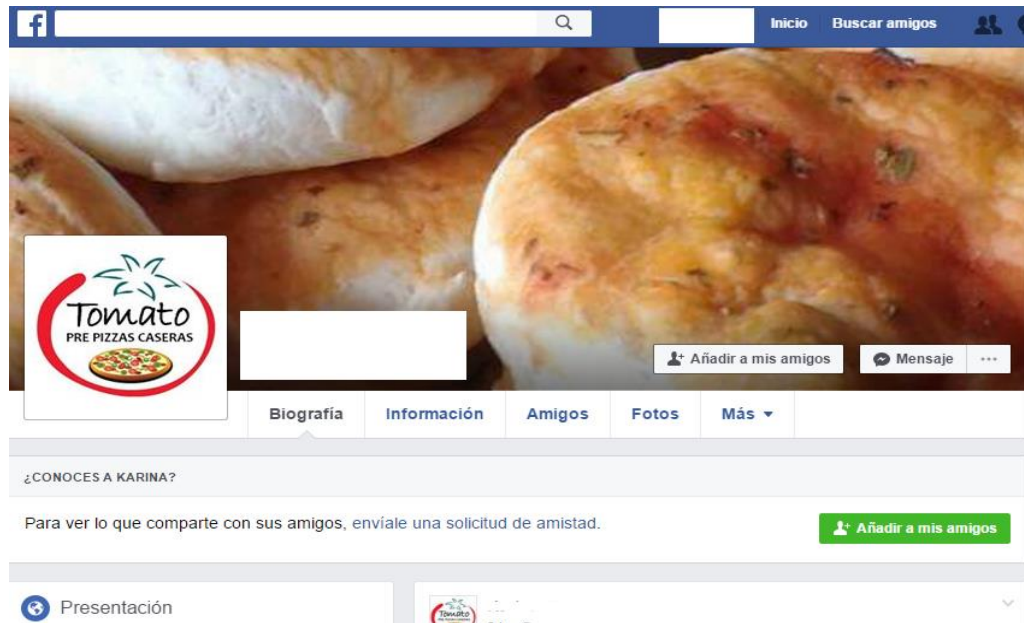 f
Inicio Buscar amigos
Tomato
PRE PIZZAS CASERAS
Añadir a mis amigos Mensaje ...
Biografía Información Amigos Fotos Más
¿CONOCES A KARINA?
Para ver lo que comparte con sus amigos, envíale una solicitud de amistad.
Añadir a mis amigos
Presentación
Tomato